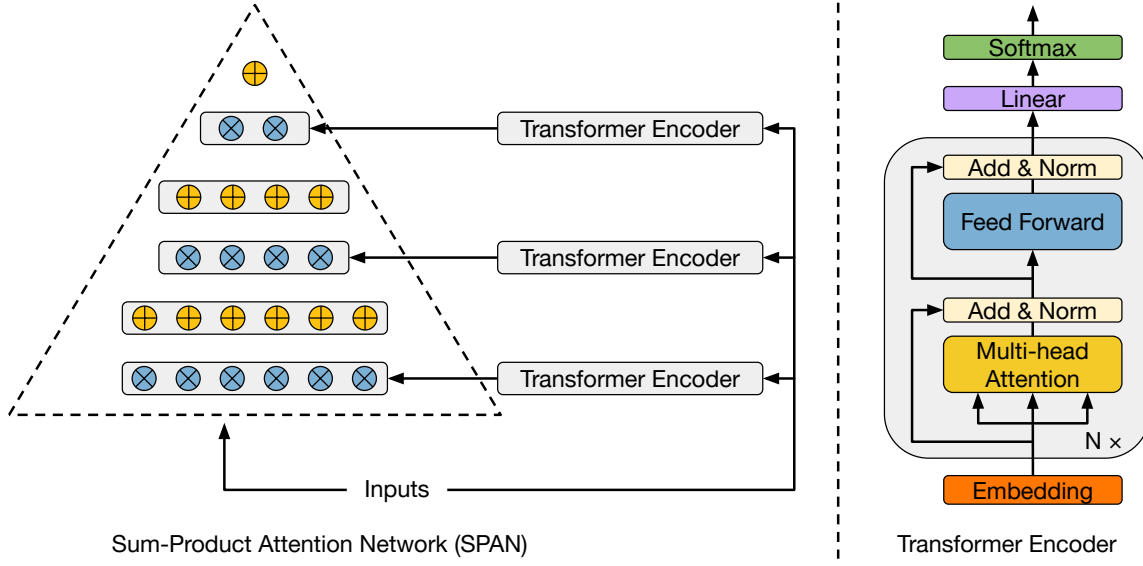 Transformer Encoder
Transformer Encoder
Transformer Encoder
Inputs
Sum-Product Attention Network (SPAN)
Softmax
Linear
Add & Norm
Feed Forward
Add & Norm
Multi-head
Attention
N ×
Embedding
Transformer Encoder